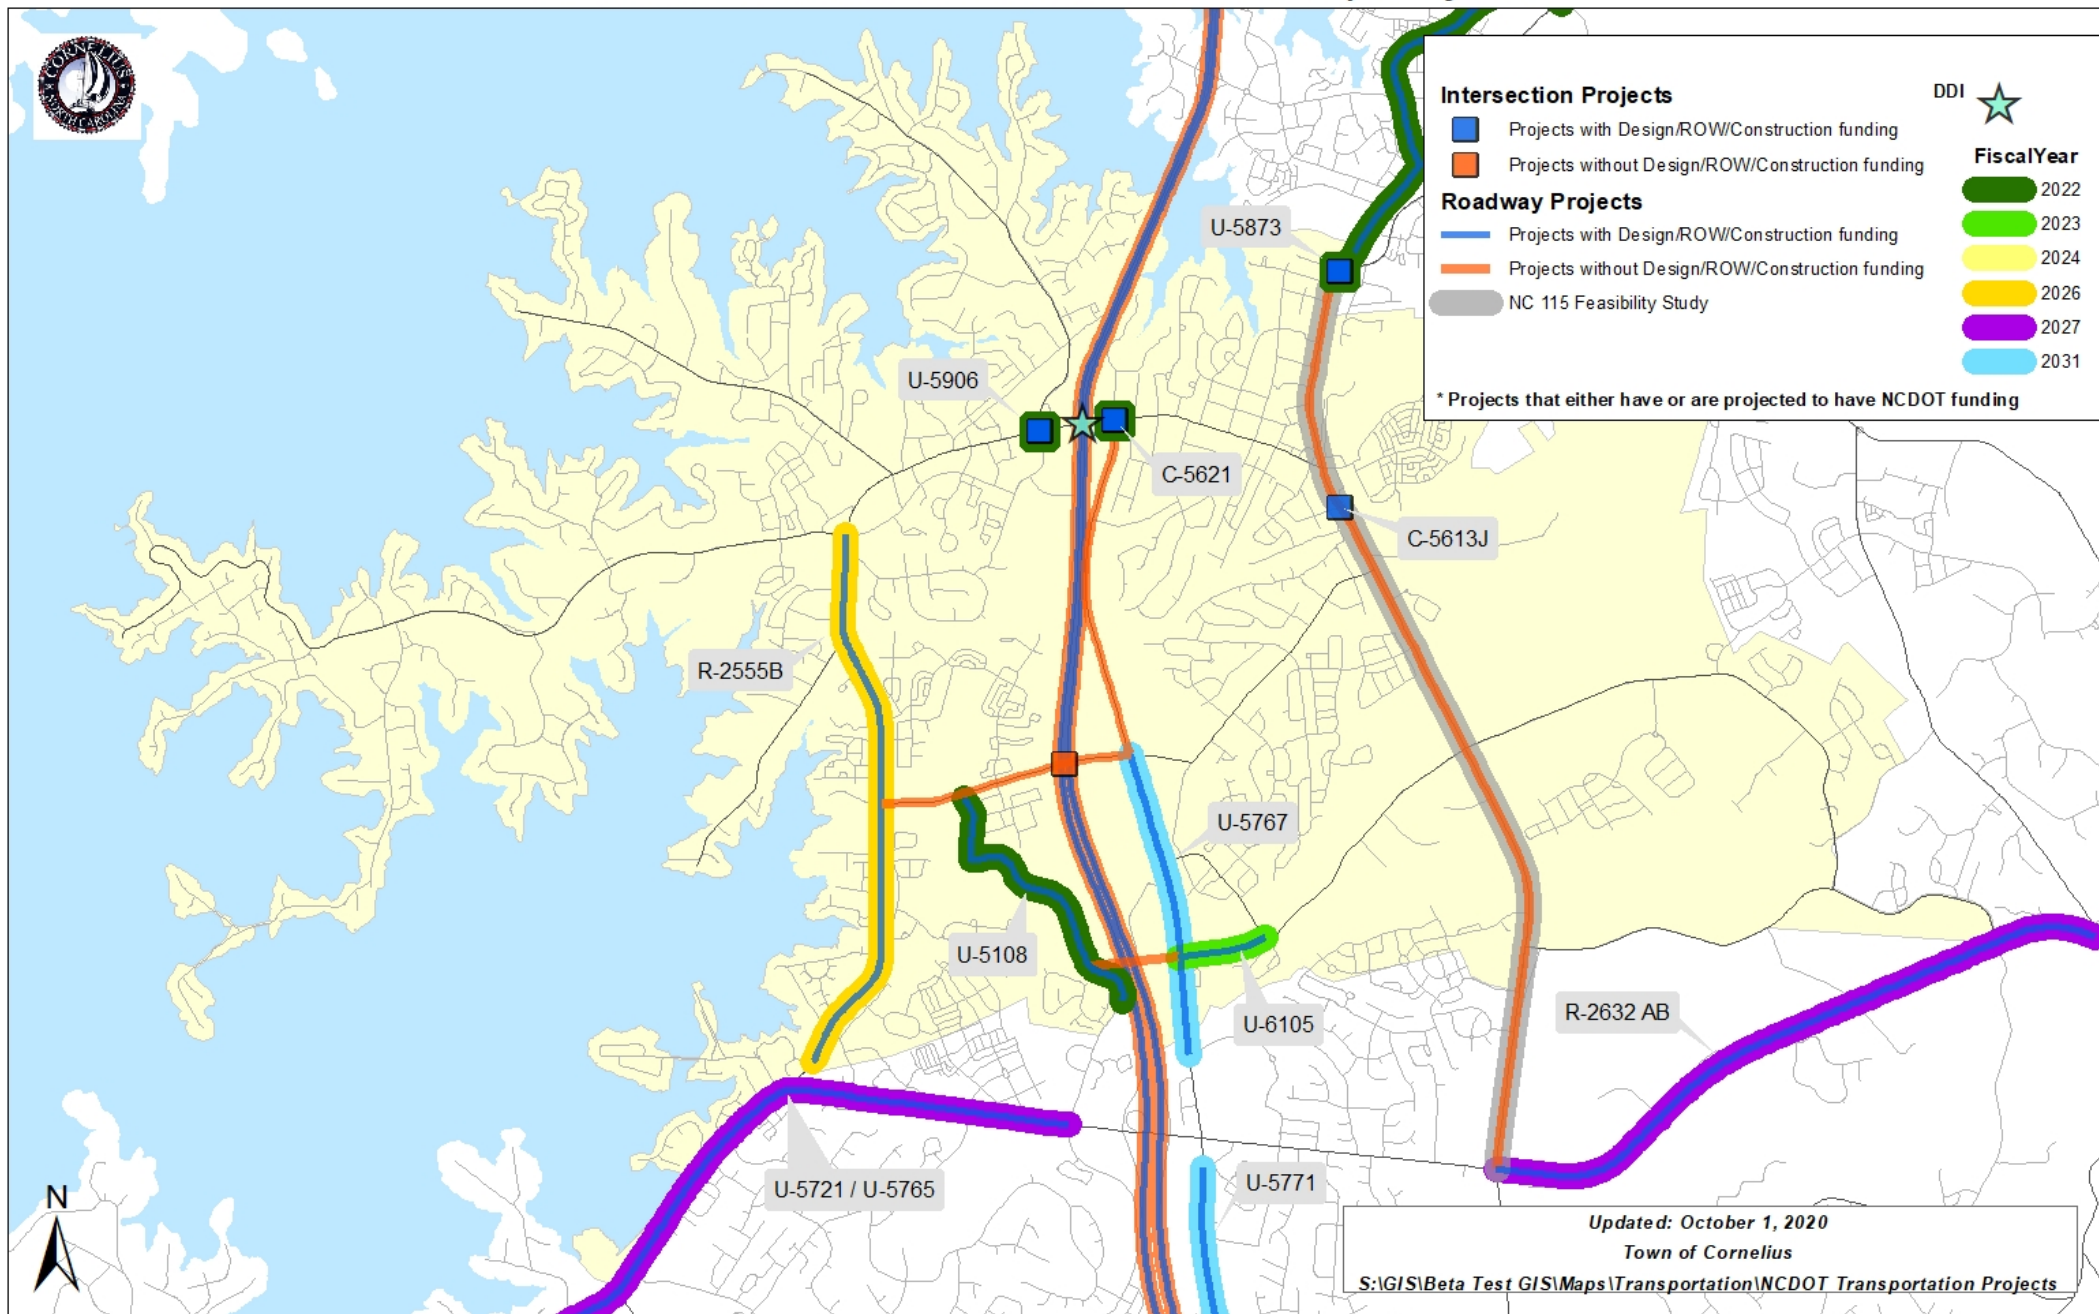 CORNELIUS
NORTH CAROLINA
Intersection Projects
Projects with Design/ROW/Construction funding
Projects without Design/ROW/Construction funding
Roadway Projects
Projects with Design/ROW/Construction funding
Projects without Design/ROW/Construction funding
NC 115 Feasibility Study
DDI
FiscalYear
2022
2023
2024
2026
2027
2031
* Projects that either have or are projected to have NCDOT funding
U-5873
U-5906
C-5621
C-5613J
R-2555B
U-5767
U-5108
U-6105
R-2632 AB
U-5721 / U-5765
U-5771
N
Updated: October 1, 2020
Town of Cornelius
S:\GIS\Beta Test GIS\Maps\Transportation\NCDOT Transportation Projects